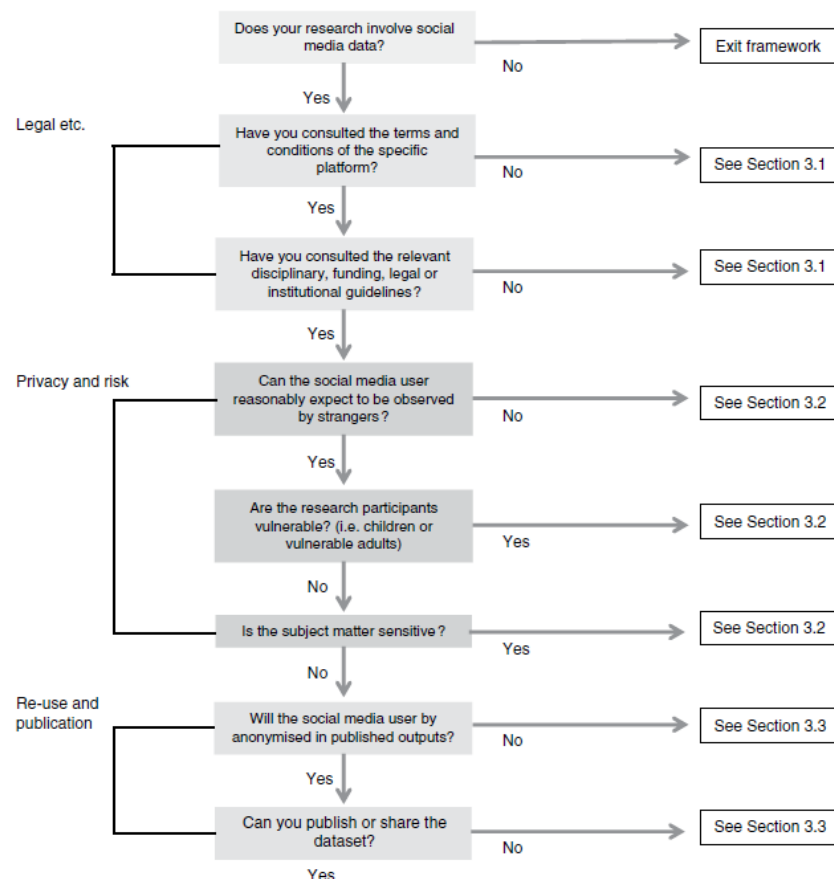 Does your research involve social
media data?
No
Exit framework
Yes
Legal etc.
Have you consulted the terms and
conditions of the specific
platform?
No
See Section 3.1
Yes
Have you consulted the relevant
disciplinary, funding, legal or
institutional guidelines?
No
See Section 3.1
Yes
Privacy and risk
Can the social media user
reasonably expect to be observed
by strangers?
No
See Section 3.2
Yes
Are the research participants
vulnerable? (i.e. children or
vulnerable adults)
Yes
See Section 3.2
No
Is the subject matter sensitive?
Yes
See Section 3.2
No
Re-use and
publication
Will the social media user by
anonymised in published outputs?
No
See Section 3.3
Yes
Can you publish or share the
dataset?
No
See Section 3.3
Yes